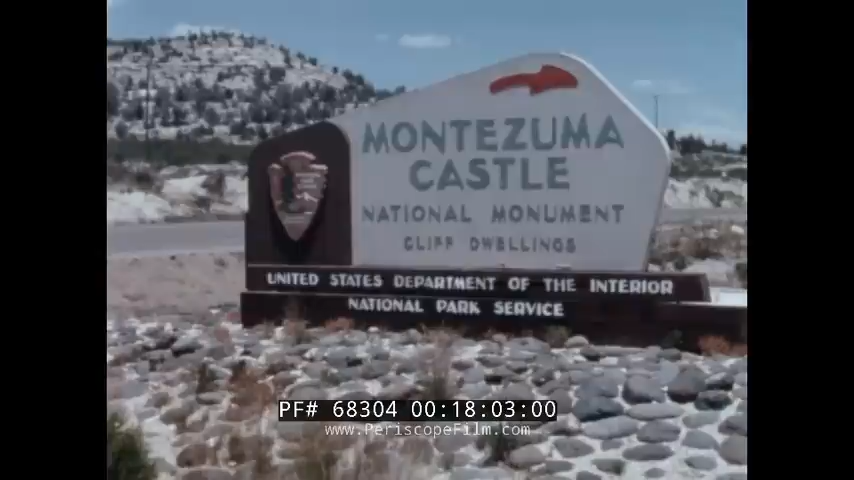 MONTEZUMA
CASTLE
NATIONAL MONUMENT
CLIFF DWELLINGS
UNITED STATES DEPARTMENT OF THE INTERIOR
NATIONAL PARK SERVICE
PF# 68304 00:18:03:00
www.PeriscopeFilm.com